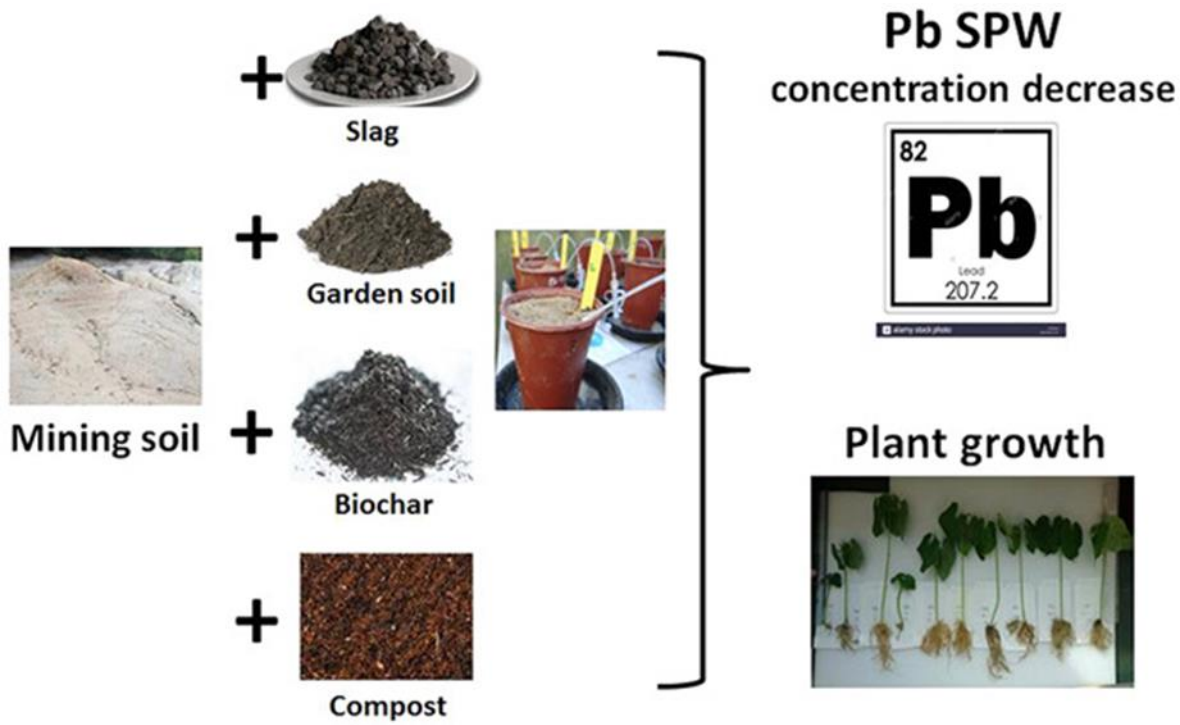 Pb SPW
concentration decrease
82
Pb
Lead
207.2
alamy stock photo
Slag
Garden soil
Mining soil
Biochar
Compost
Plant growth